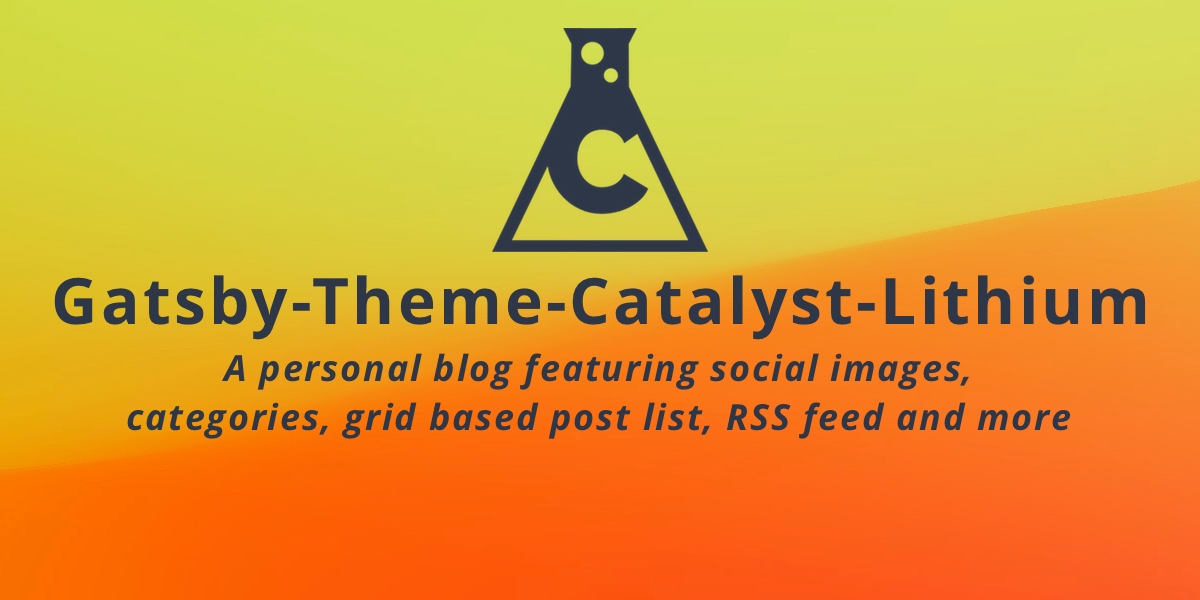 C
Gatsby-Theme-Catalyst-Lithium
A personal blog featuring social images,
categories, grid based post list, RSS feed and more